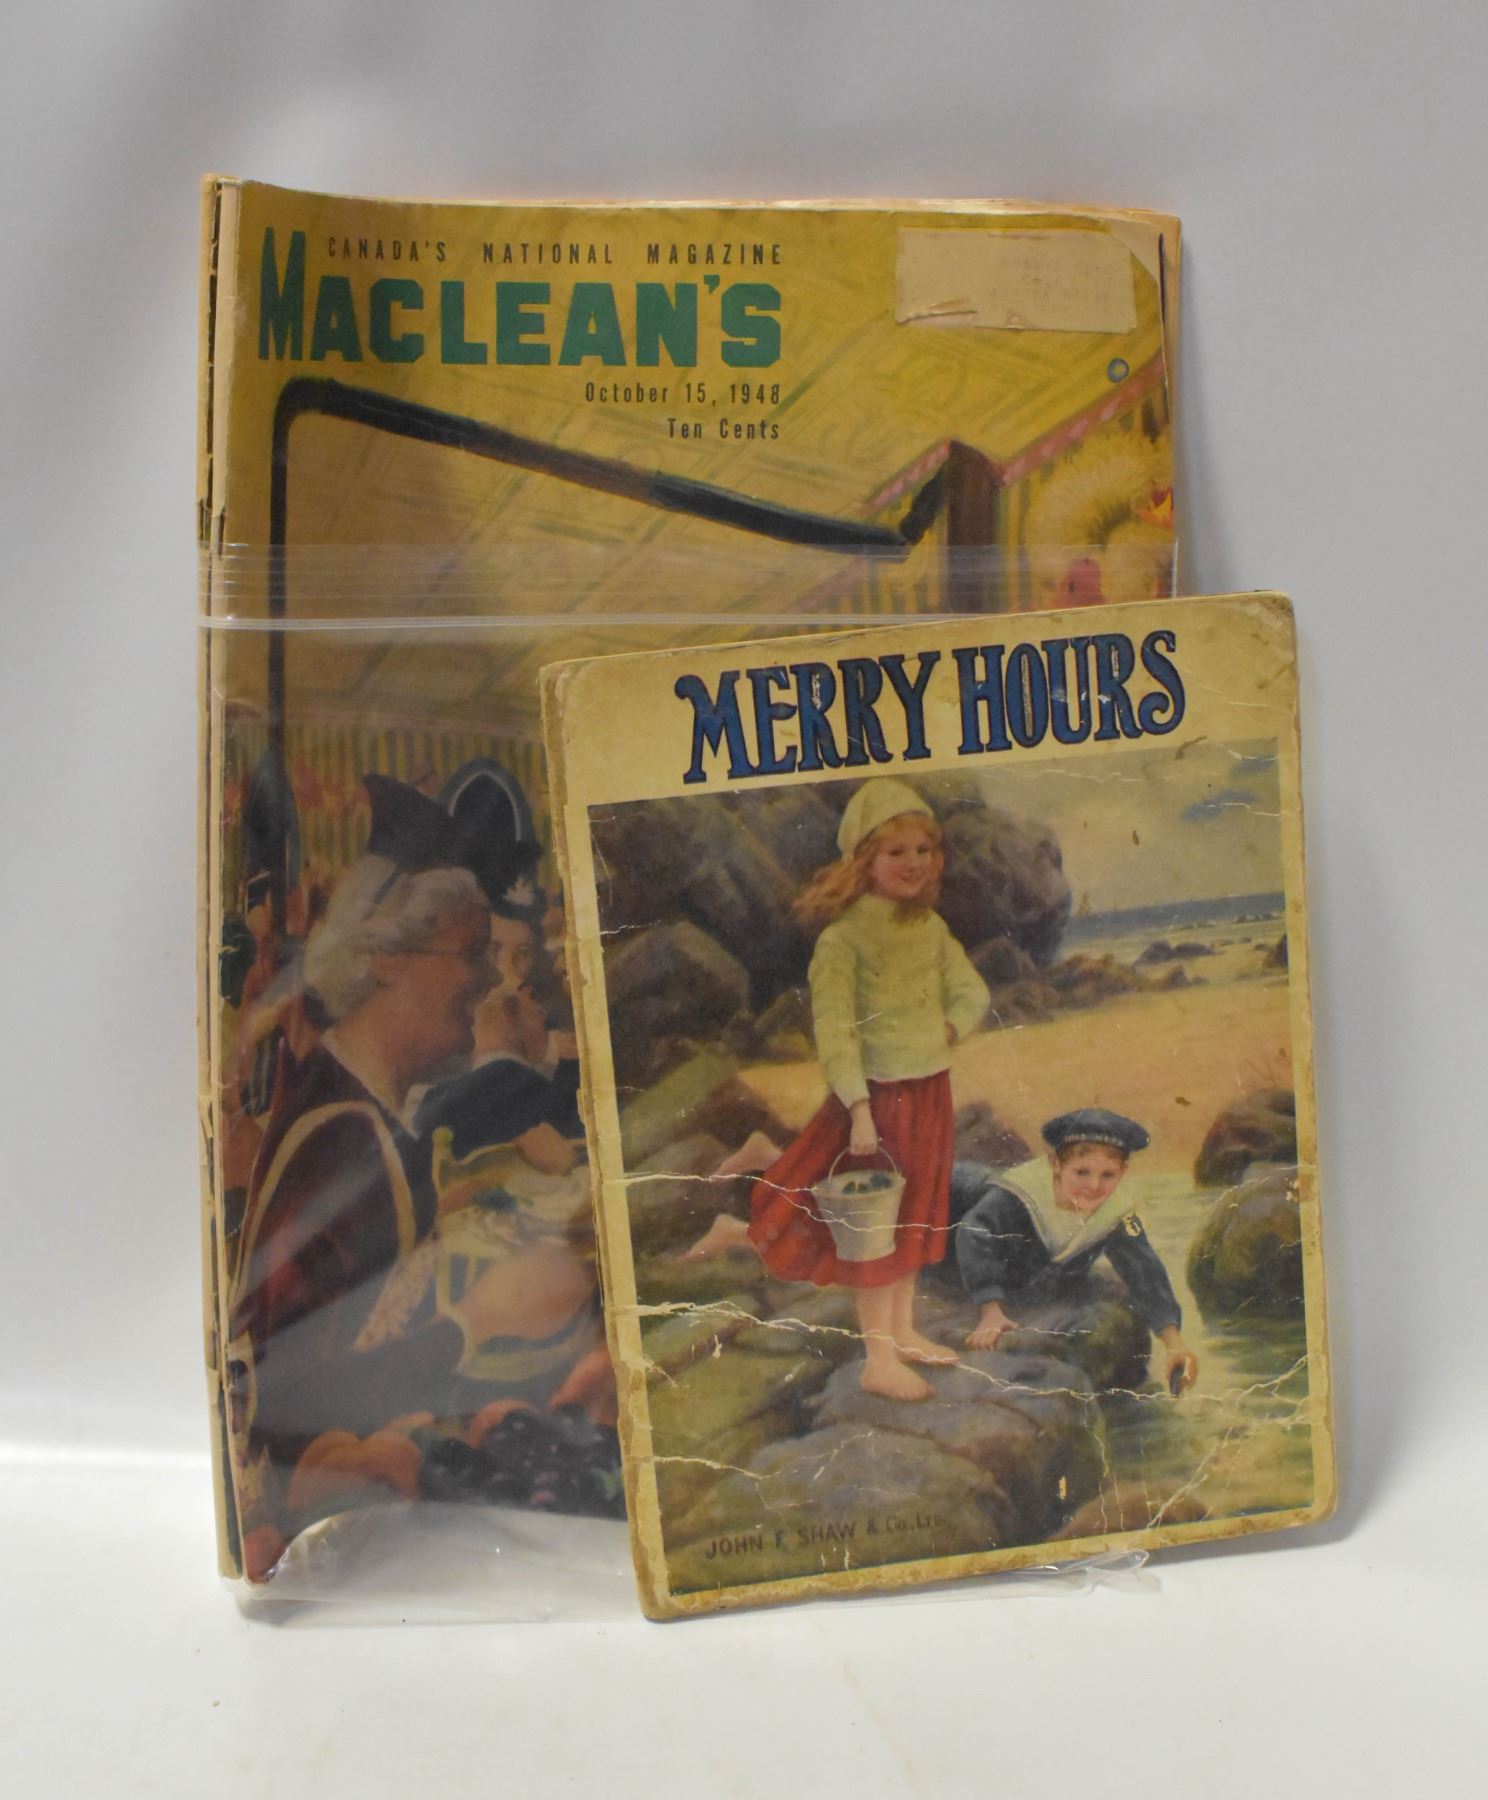 CANADA'S NATIONAL MAGAZINE
MACLEAN'S
October 15, 1948
Ten Cents
MERRY HOURS
JOHN F. SHAW & Co., LTD.